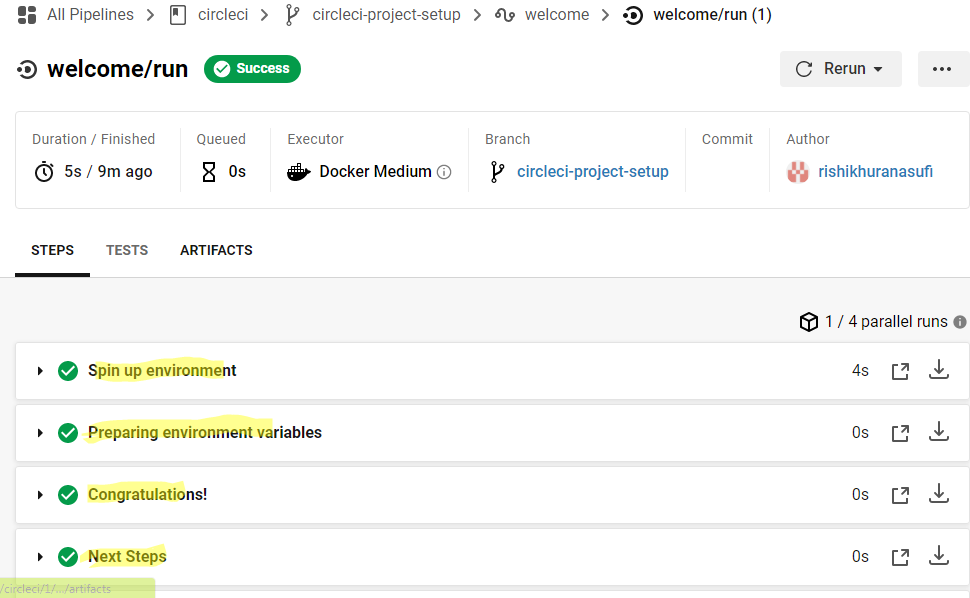 All Pipelines > circleci > circleci-project-setup > welcome > welcome/run (1)
welcome/run Success Rerun
Duration / Finished Queued Executor Branch Commit Author
5s / 9m ago 0s Docker Medium circleci-project-setup rishikhuranasufi
STEPS TESTS ARTIFACTS
1 / 4 parallel runs
Spin up environment 4s
Preparing environment variables 0s
Congratulations! 0s
Next Steps 0s
/circleci/1/.../artifacts